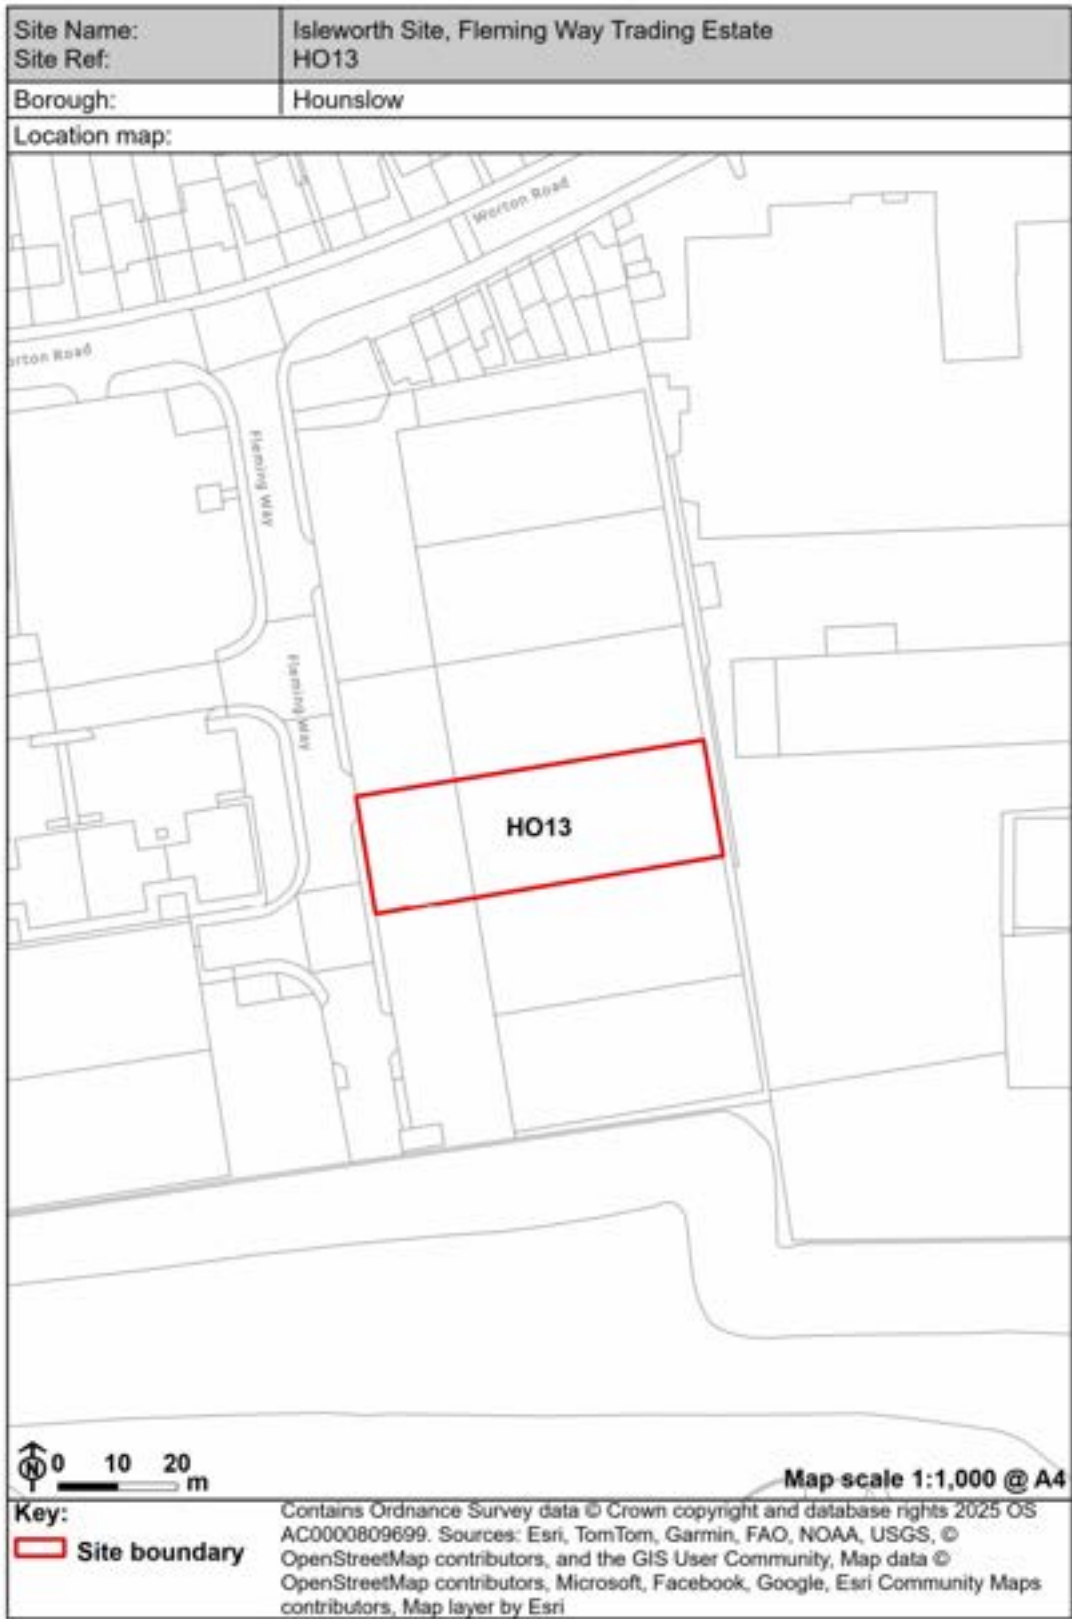 Site Name: Isleworth Site, Fleming Way Trading Estate
Site Ref: HO13
Borough: Hounslow
Location map:
Worton Road
orton Road
Fleming Way
Fleming Way
HO13
N
0 10 20
m
Map scale 1:1,000 @ A4
Key:
Site boundary
Contains Ordnance Survey data © Crown copyright and database rights 2025 OS
AC0000809699. Sources: Esri, TomTom, Garmin, FAO, NOAA, USGS, ©
OpenStreetMap contributors, and the GIS User Community, Map data ©
OpenStreetMap contributors, Microsoft, Facebook, Google, Esri Community Maps
contributors, Map layer by Esri